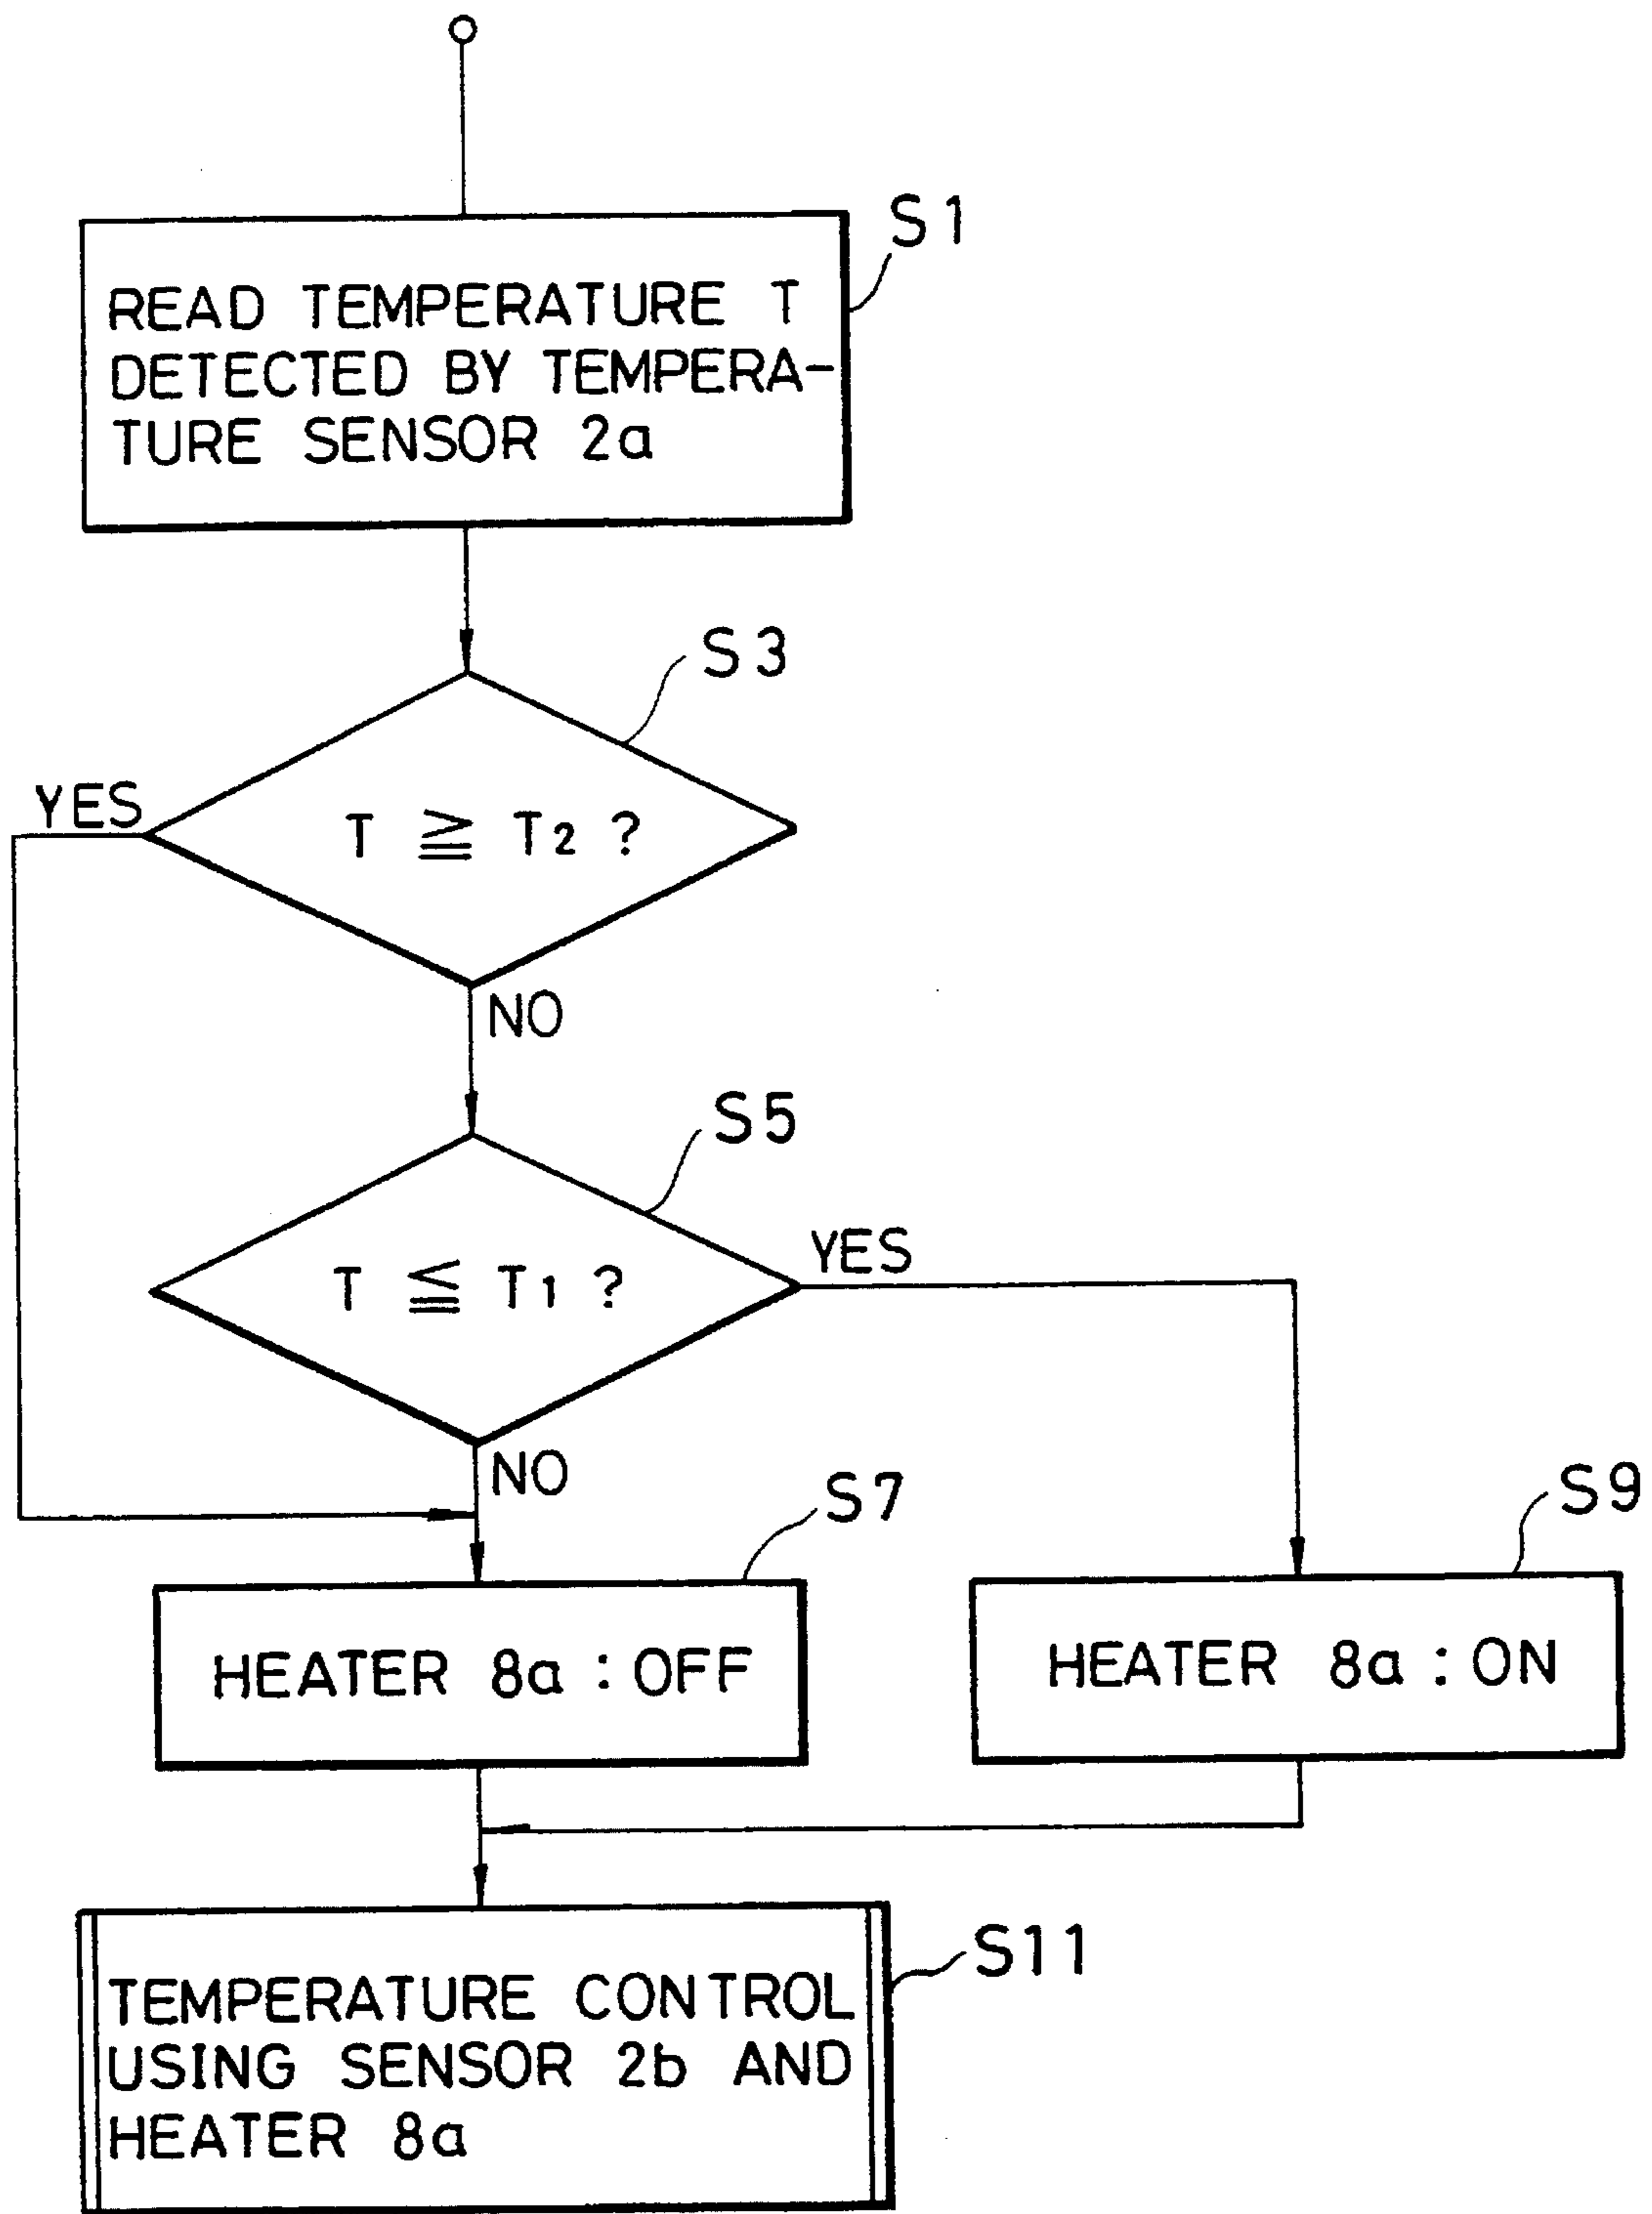 S1
READ TEMPERATURE T
DETECTED BY TEMPERA-
TURE SENSOR 2a
S3
YES
T ≧ T2 ?
NO
S5
YES
T ≦ T1 ?
NO
S7
S9
HEATER 8a : OFF
HEATER 8a : ON
S11
TEMPERATURE CONTROL
USING SENSOR 2b AND
HEATER 8a